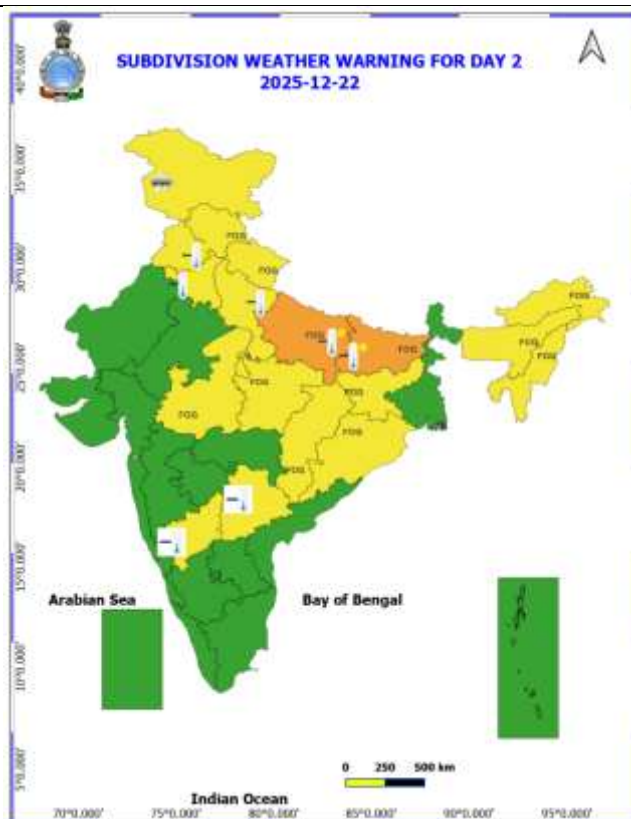 SUBDIVISION WEATHER WARNING FOR DAY 2
2025-12-22
40°0.000'
35°0.000'
30°0.000'
25°0.000'
20°0.000'
15°0.000'
10°0.000'
5°0.000'
FOG
FOG
FOG
FOG
FOG
FOG
FOG
FOG
FOG
FOG
FOG
FOG
FOG
Arabian Sea
Bay of Bengal
0 250 500 km
Indian Ocean
70°0.000' 75°0.000' 80°0.000' 85°0.000' 90°0.000' 95°0.000'